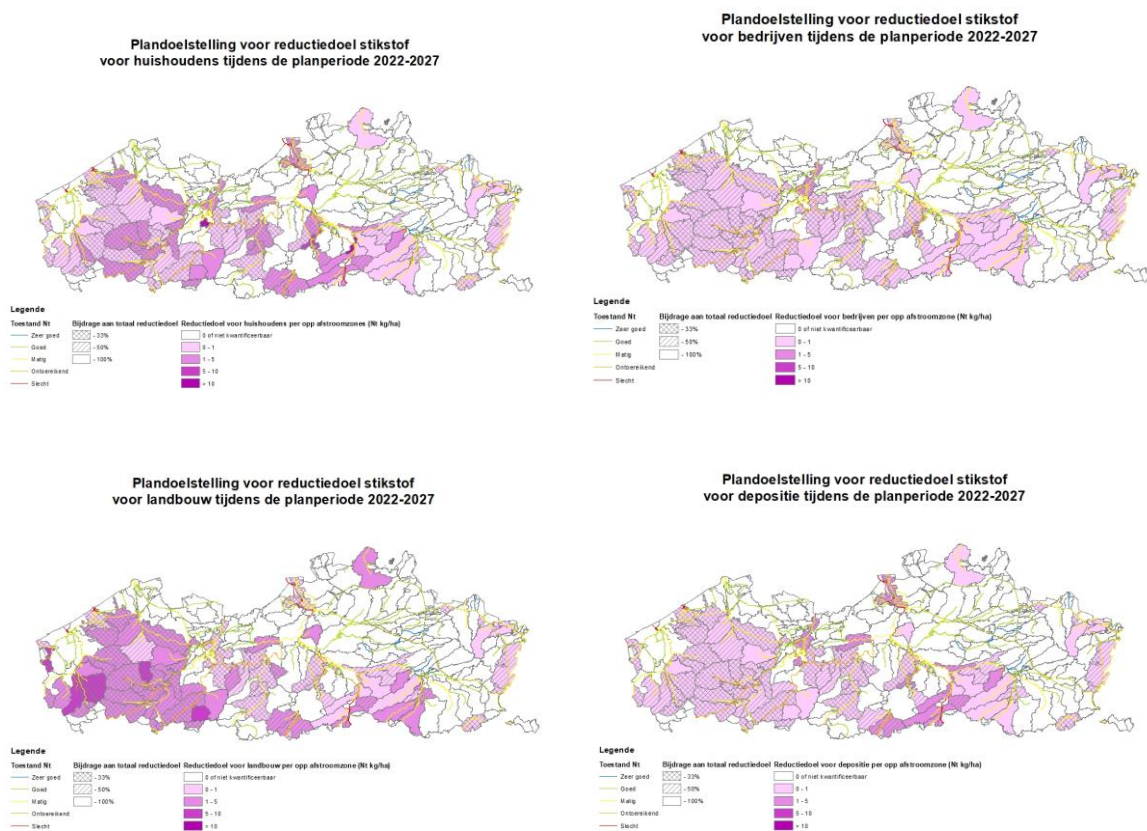 Plandoelstelling voor reductiedoel stikstof
voor huishoudens tijdens de planperiode 2022-2027
Legende
Toestand Nt Bijdrage aan totaal reductiedoel Reductiedoel voor huishoudens per opp afstroomzones (Nt kg/ha)
Zeer goed - 33% 0 of niet kwantificeerbaar
Goed - 50% 0 - 1
Matig - 100% 1 - 5
Ontoereikend 5 - 10
Slecht > 10
Plandoelstelling voor reductiedoel stikstof
voor bedrijven tijdens de planperiode 2022-2027
Legende
Toestand Nt Bijdrage aan totaal reductiedoel Reductiedoel voor bedrijven per opp afstroomzones (Nt kg/ha)
Zeer goed - 33% 0 of niet kwantificeerbaar
Goed - 50% 0 - 1
Matig - 100% 1 - 5
Ontoereikend 5 - 10
Slecht > 10
Plandoelstelling voor reductiedoel stikstof
voor landbouw tijdens de planperiode 2022-2027
Legende
Toestand Nt Bijdrage aan totaal reductiedoel Reductiedoel voor landbouw per opp afstroomzone (Nt kg/ha)
Zeer goed - 33% 0 of niet kwantificeerbaar
Goed - 50% 0 - 1
Matig - 100% 1 - 5
Ontoereikend 5 - 10
Slecht > 10
Plandoelstelling voor reductiedoel stikstof
voor depositie tijdens de planperiode 2022-2027
Legende
Toestand Nt Bijdrage aan totaal reductiedoel Reductiedoel voor depositie per opp afstroomzone (Nt kg/ha)
Zeer goed - 33% 0 of niet kwantificeerbaar
Goed - 50% 0 - 1
Matig - 100% 1 - 5
Ontoereikend 5 - 10
Slecht > 10